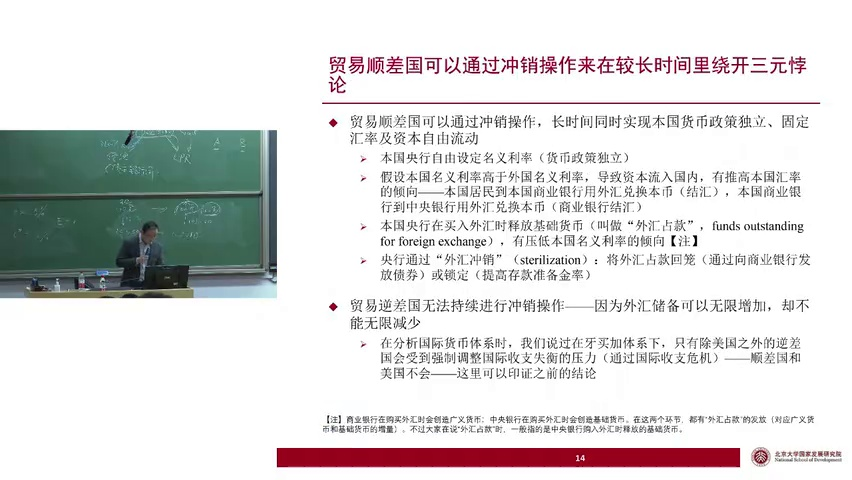 贸易顺差国可以通过冲销操作来在较长时间里绕开三元悖
论
贸易顺差国可以通过冲销操作，长时间同时实现本国货币政策独立、固定
汇率及资本自由流动
本国央行自由设定名义利率（货币政策独立）
假设本国名义利率高于外国名义利率，导致资本流入国内，有推高本国汇率
的倾向——本国居民到本国商业银行用外汇兑换本币（结汇），本国商业银
行到中央银行用外汇兑换本币（商业银行结汇）
本国央行在买入外汇时释放基础货币（叫做“外汇占款”，funds outstanding
for foreign exchange），有压低本国名义利率的倾向【注】
央行通过“外汇冲销”（sterilization）：将外汇占款回笼（通过向商业银行发
放债券）或锁定（提高存款准备金率）
贸易逆差国无法持续进行冲销操作——因为外汇储备可以无限增加，却不
能无限减少
在分析国际货币体系时，我们说过在牙买加体系下，只有除美国之外的逆差
国会受到强制调整国际收支失衡的压力（通过国际收支危机）——顺差国和
美国不会——这里可以印证之前的结论
【注】商业银行在购买外汇时会创造广义货币；中央银行在购买外汇时会创造基础货币。在这两个环节，都有“外汇占款”的发放（对应广义货
币和基础货币的增量）。不过大家在说“外汇占款”时，一般指的是中央银行购入外汇时释放的基础货币。
14
北京大学国家发展研究院
National School of Development